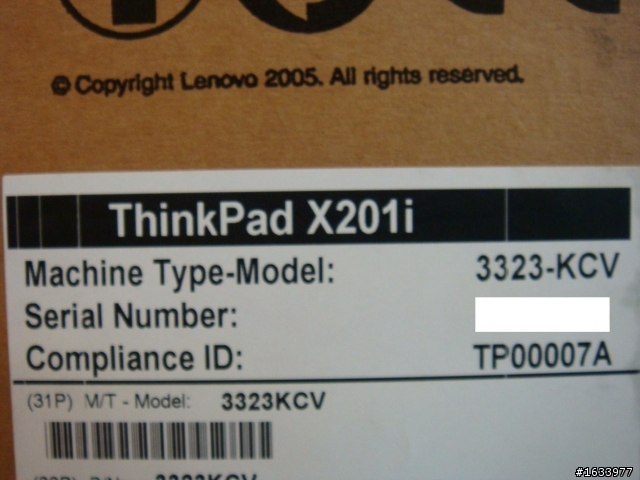 © Copyright Lenovo 2005. All rights reserved.
ThinkPad X201i
Machine Type-Model: 3323-KCV
Serial Number:
Compliance ID: TP00007A
(31P) M/T - Model: 3323KCV
3323KCV
#1633977